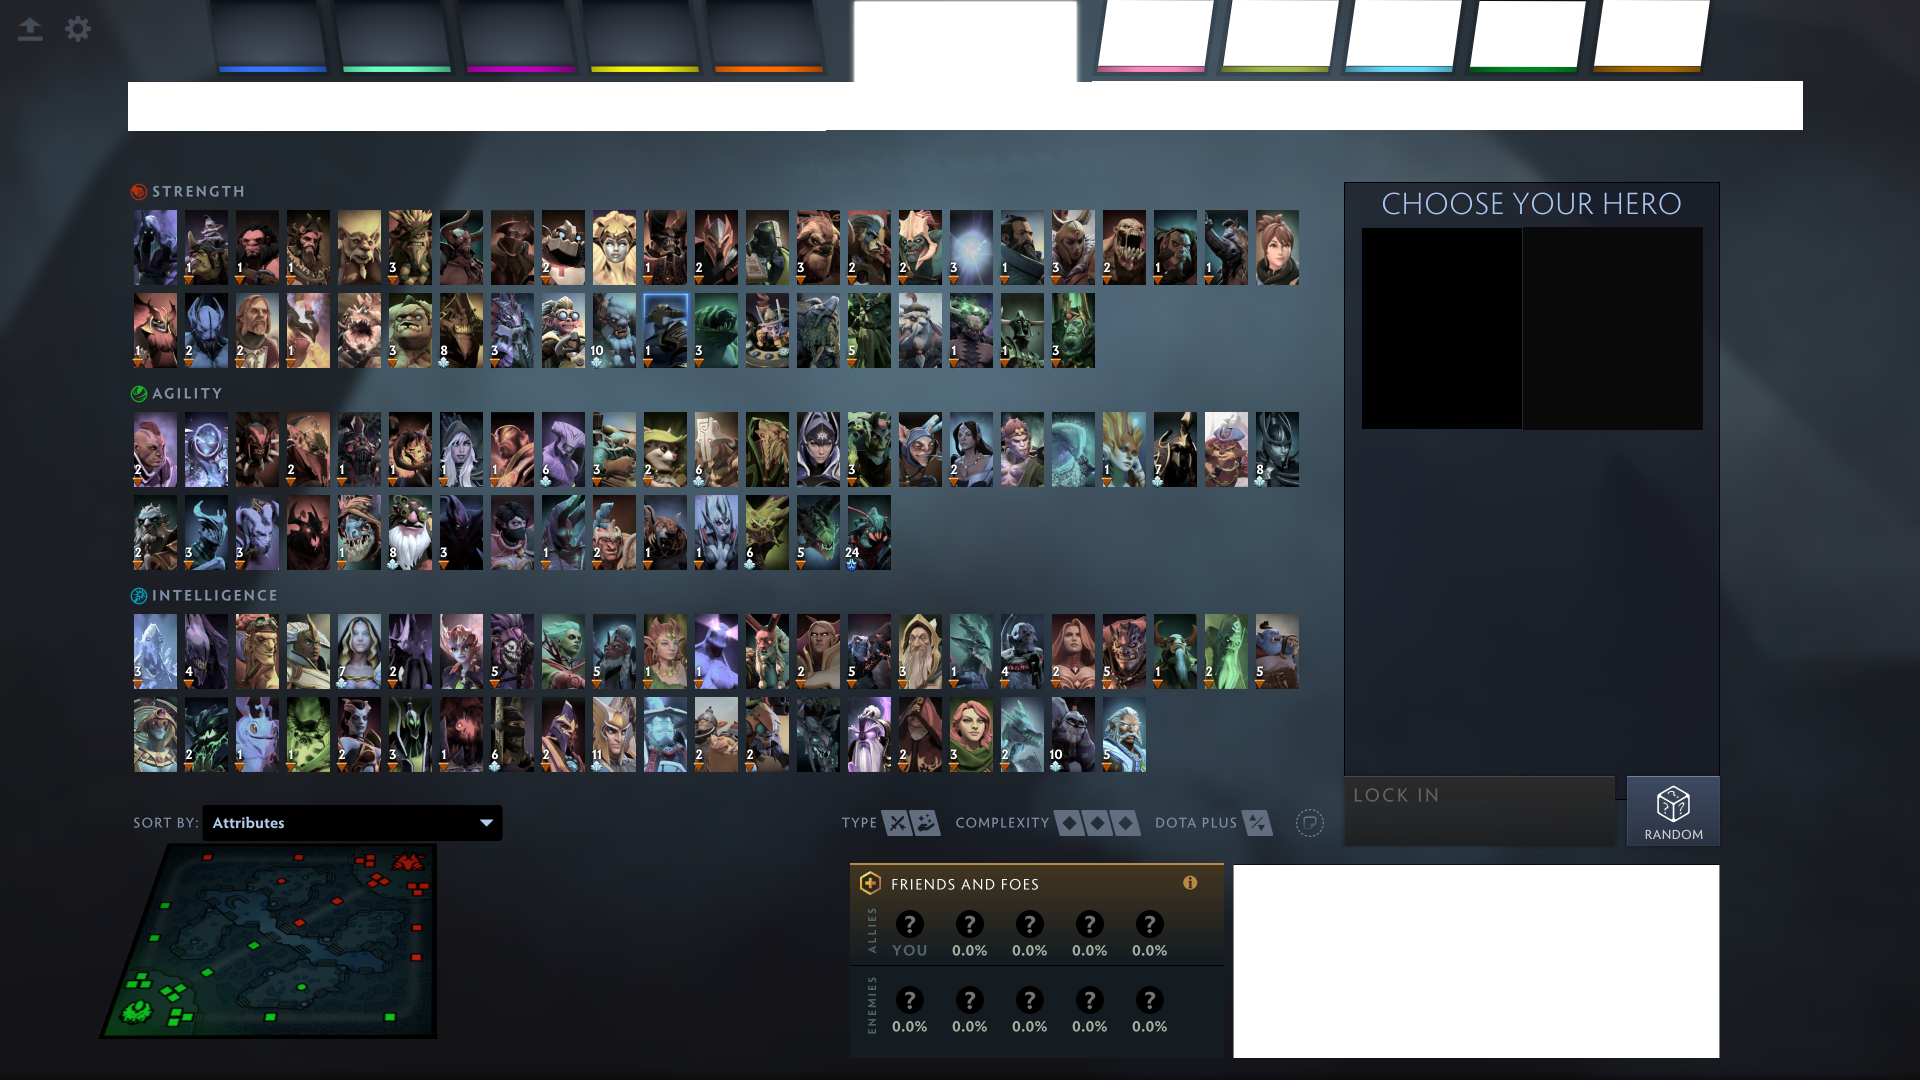 STRENGTH
1 1 1 3 2 1 2 3 2 2 3 1 3 2 1 1
1 2 2 1 3 8 3 10 1 3 5 1 1 3
AGILITY
2 2 1 1 1 1 6 3 2 6 3 2 1 7 8
2 3 3 1 8 3 1 2 1 1 6 5 24
INTELLIGENCE
3 4 7 2 5 5 1 1 2 5 3 1 4 2 5 1 2 5
2 1 1 2 3 1 6 2 11 2 2 2 3 2 10 5
CHOOSE YOUR HERO
LOCK IN
RANDOM
SORT BY: Attributes
TYPE COMPLEXITY DOTA PLUS
FRIENDS AND FOES
ALLIES
? ? ? ? ?
YOU 0.0% 0.0% 0.0% 0.0%
ENEMIES
? ? ? ? ?
0.0% 0.0% 0.0% 0.0% 0.0%